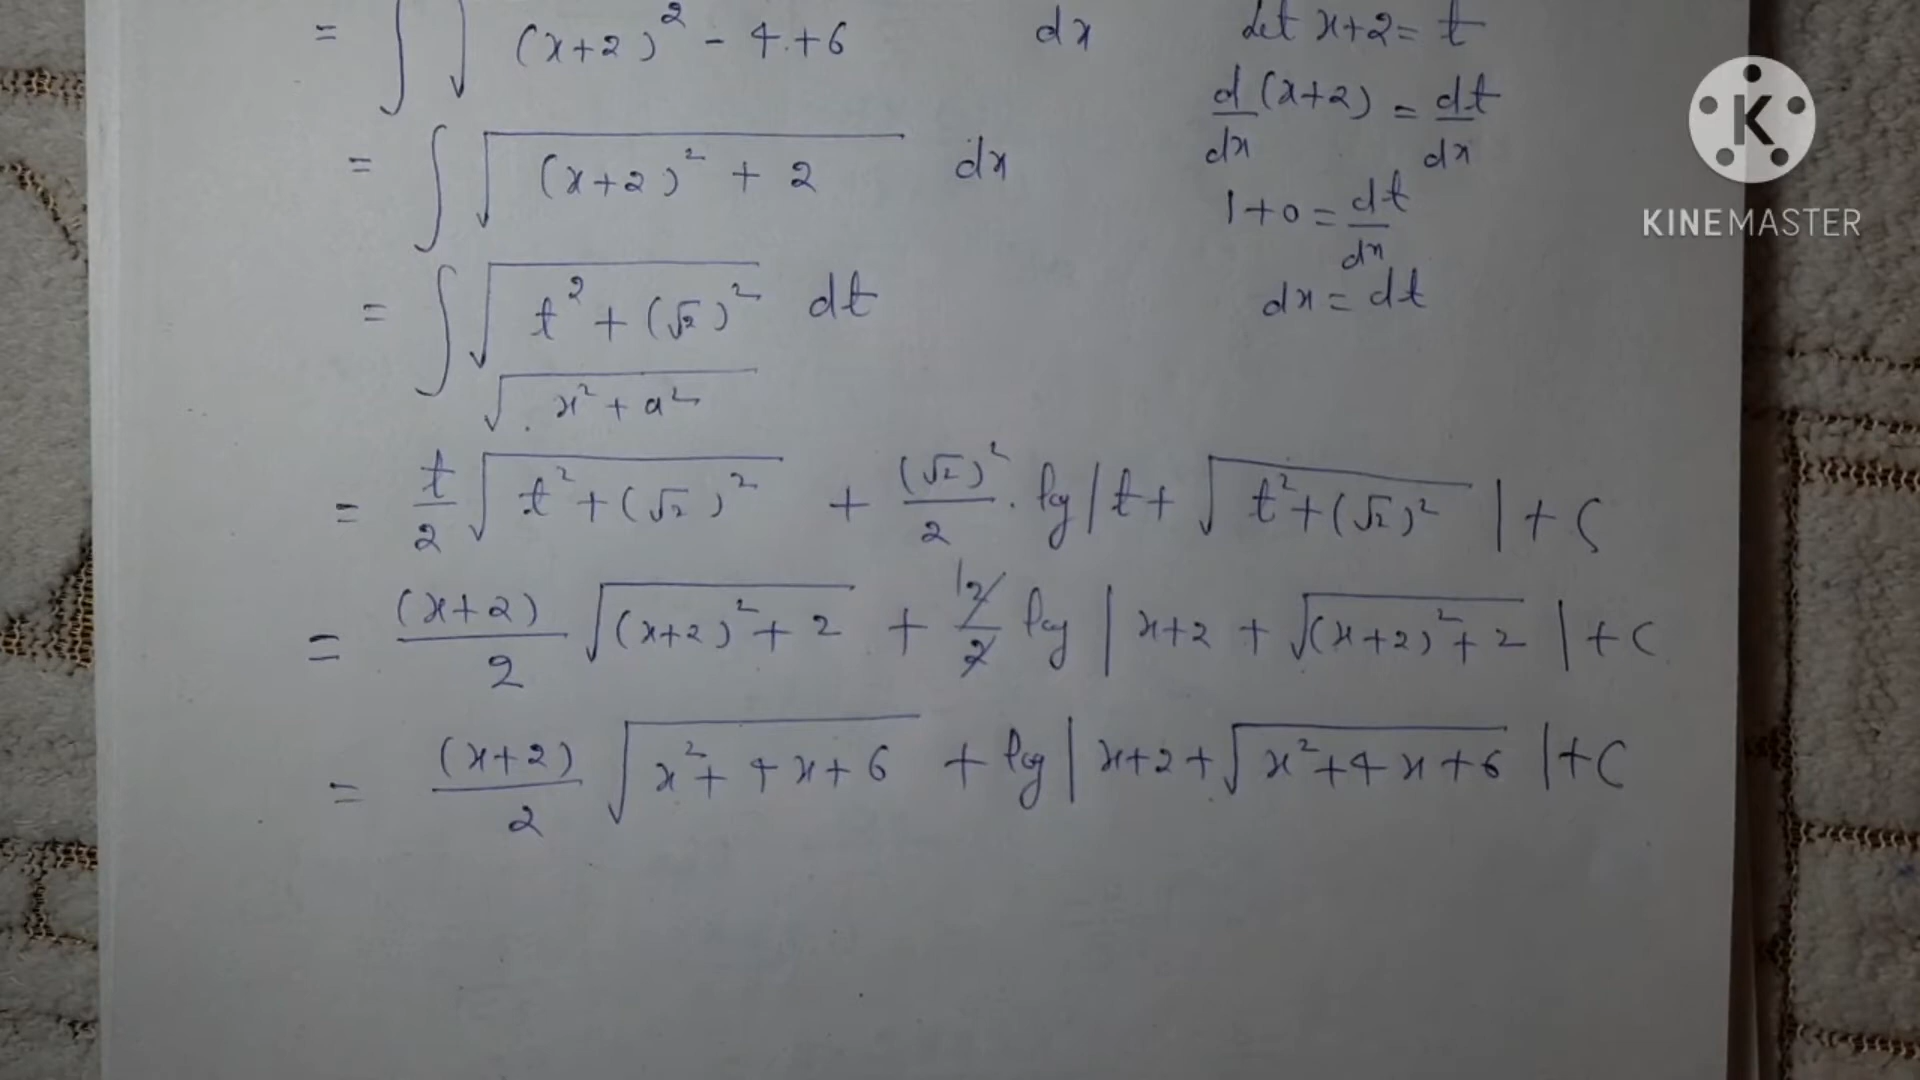 = ∫ √(x+2)² - 4 + 6 dx
Let x+2 = t
d/dx (x+2) = dt/dx
1+0 = dt/dx
dx = dt
= ∫ √((x+2)² + 2) dx
= ∫ √(t² + (√2)²) dt
√(x² + a²)
= t/2 √(t² + (√2)²) + (√2)²/2 . log |t + √(t² + (√2)²)| + C
= (x+2)/2 √((x+2)² + 2) + 2/2 log |x+2 + √((x+2)² + 2)| + C
= (x+2)/2 √(x² + 4x + 6) + log |x+2 + √(x² + 4x + 6)| + C
K
KINEMASTER